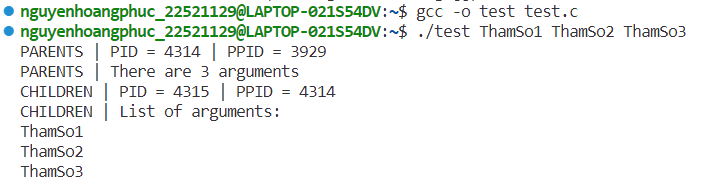 nguyenhoangphuc_22521129@LAPTOP-021S54DV:~$ gcc -o test test.c
nguyenhoangphuc_22521129@LAPTOP-021S54DV:~$ ./test ThamSo1 ThamSo2 ThamSo3
PARENTS | PID = 4314 | PPID = 3929
PARENTS | There are 3 arguments
CHILDREN | PID = 4315 | PPID = 4314
CHILDREN | List of arguments:
ThamSo1
ThamSo2
ThamSo3